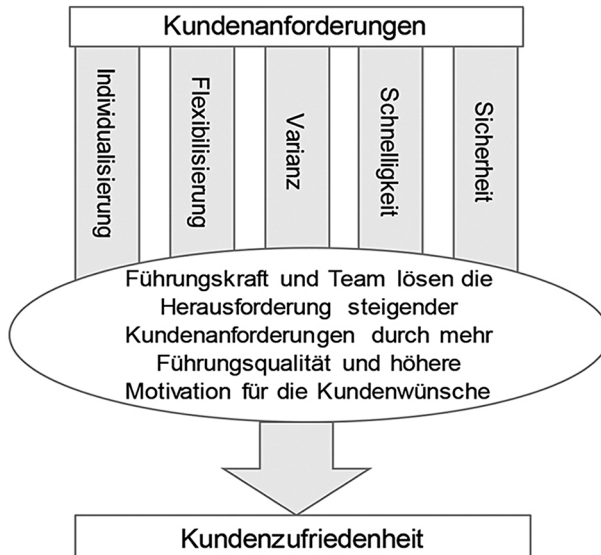 Kundenanforderungen
Individualisierung
Flexibilisierung
Varianz
Schnelligkeit
Sicherheit
Führungskraft und Team lösen die
Herausforderung steigender
Kundenanforderungen durch mehr
Führungsqualität und höhere
Motivation für die Kundenwünsche
Kundenzufriedenheit